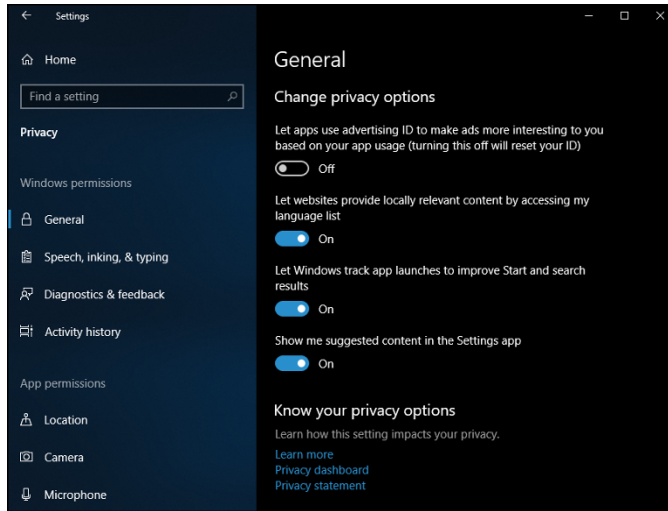 Settings
Home
Find a setting
Privacy
Windows permissions
General
Speech, inking, & typing
Diagnostics & feedback
Activity history
App permissions
Location
Camera
Microphone
General
Change privacy options
Let apps use advertising ID to make ads more interesting to you
based on your app usage (turning this off will reset your ID)
Off
Let websites provide locally relevant content by accessing my
language list
On
Let Windows track app launches to improve Start and search
results
On
Show me suggested content in the Settings app
On
Know your privacy options
Learn how this setting impacts your privacy.
Learn more
Privacy dashboard
Privacy statement